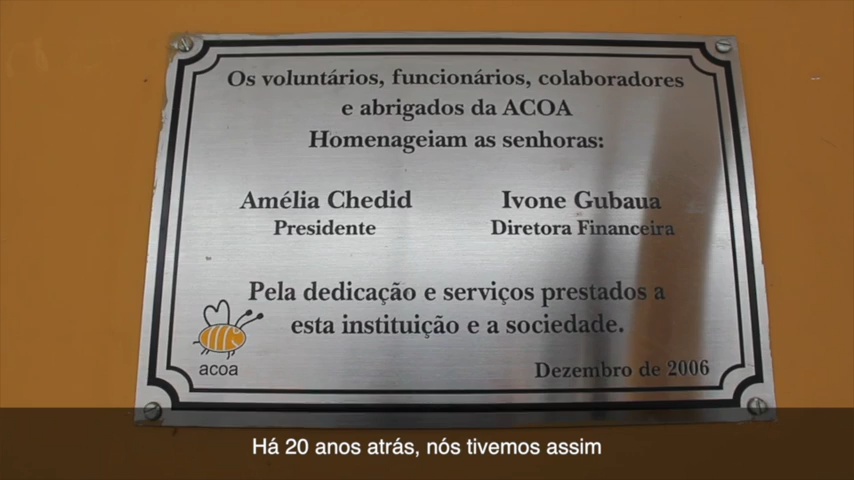 Os voluntários, funcionários, colaboradores
e abrigados da ACOA
Homenageiam as senhoras:
Amélia Chedid
Presidente
Ivone Gubaua
Diretora Financeira
Pela dedicação e serviços prestados a
esta instituição e a sociedade.
acoa
Dezembro de 2006
Há 20 anos atrás, nós tivemos assim